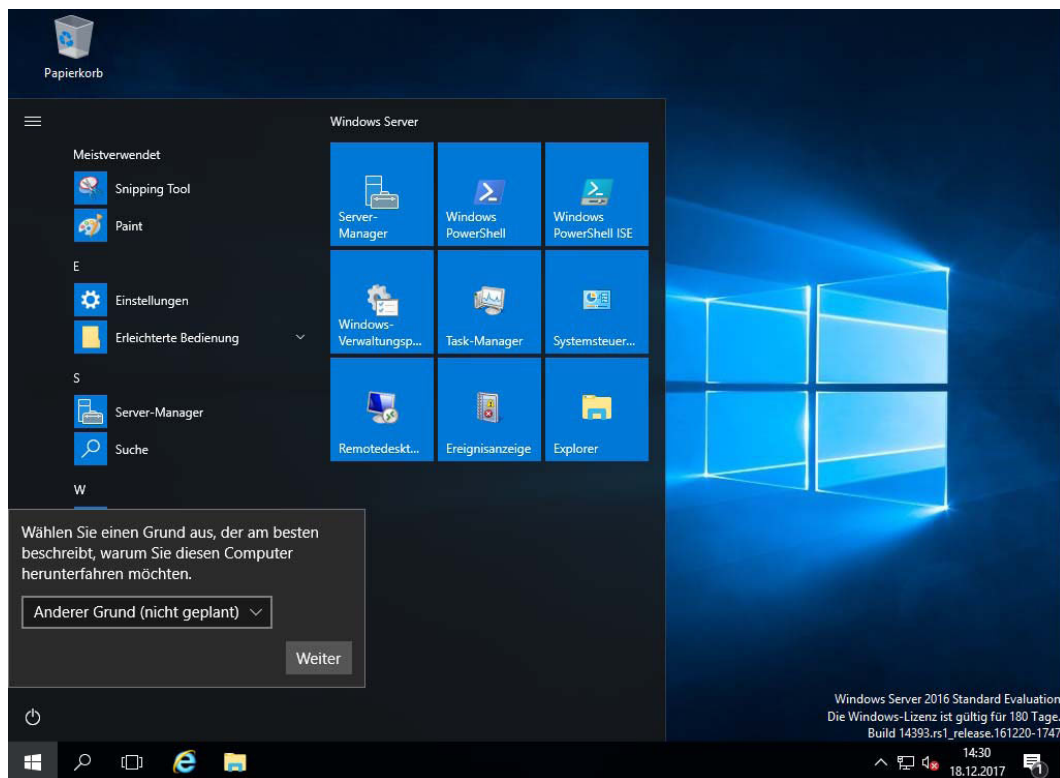 Papierkorb
Windows Server
Meistverwendet
Snipping Tool
Paint
E
Einstellungen
Erleichterte Bedienung
S
Server-Manager
Suche
W
Server-
Manager
Windows
PowerShell
Windows
PowerShell ISE
Windows-
Verwaltungsp...
Task-Manager
Systemsteuer...
Remotedeskt...
Ereignisanzeige
Explorer
Wählen Sie einen Grund aus, der am besten
beschreibt, warum Sie diesen Computer
herunterfahren möchten.
Anderer Grund (nicht geplant)
Weiter
Windows Server 2016 Standard Evaluation
Die Windows-Lizenz ist gültig für 180 Tage.
Build 14393.rs1_release.161220-1747
14:30
18.12.2017
1